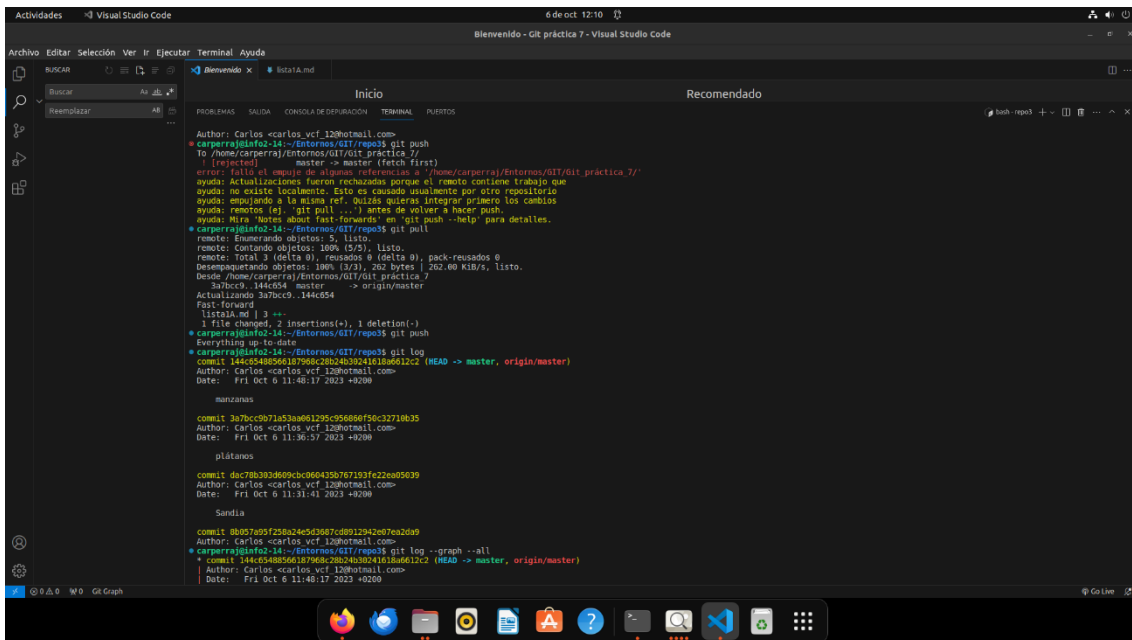 Actividades Visual Studio Code 6 de oct 12:10
Bienvenido - Git práctica 7 - Visual Studio Code
Archivo Editar Selección Ver Ir Ejecutar Terminal Ayuda
BUSCAR Bienvenido lista1A.md
Buscar Aa ab .*
Reemplazar AB
Inicio Recomendado
PROBLEMAS SALIDA CONSOLA DE DEPURACIÓN TERMINAL PUERTOS bash - repo3
Author: Carlos <carlos_vcf_12@hotmail.com>
carperraj@info2-14:~/Entornos/GIT/repo3$ git push
To /home/carperraj/Entornos/GIT/Git_práctica_7/
! [rejected] master -> master (fetch first)
error: falló el empuje de algunas referencias a '/home/carperraj/Entornos/GIT/Git_práctica_7/'
ayuda: Actualizaciones fueron rechazadas porque el remoto contiene trabajo que
ayuda: no existe localmente. Esto es causado usualmente por otro repositorio
ayuda: empujando a la misma ref. Quizás quieras integrar primero los cambios
ayuda: remotos (ej. 'git pull ...') antes de volver a hacer push.
ayuda: Mira 'Notes about fast-forwards' en 'git push --help' para detalles.
carperraj@info2-14:~/Entornos/GIT/repo3$ git pull
remote: Enumerando objetos: 5, listo.
remote: Contando objetos: 100% (5/5), listo.
remote: Total 3 (delta 0), reusados 0 (delta 0), pack-reusados 0
Desempaquetando objetos: 100% (3/3), 262 bytes | 262.00 KiB/s, listo.
Desde /home/carperraj/Entornos/GIT/Git_práctica_7
3a7bcc9..144c654 master -> origin/master
Actualizando 3a7bcc9..144c654
Fast-forward
lista1A.md | 3 ++-
1 file changed, 2 insertions(+), 1 deletion(-)
carperraj@info2-14:~/Entornos/GIT/repo3$ git push
Everything up-to-date
carperraj@info2-14:~/Entornos/GIT/repo3$ git log
commit 144c65488566187968c28b24b30241618a6612c2 (HEAD -> master, origin/master)
Author: Carlos <carlos_vcf_12@hotmail.com>
Date: Fri Oct 6 11:48:17 2023 +0200
manzanas
commit 3a7bcc9b71a53aa061295c956860f50c32710b35
Author: Carlos <carlos_vcf_12@hotmail.com>
Date: Fri Oct 6 11:36:57 2023 +0200
plátanos
commit dac78b303d609cbc060435b767193fe22ea05039
Author: Carlos <carlos_vcf_12@hotmail.com>
Date: Fri Oct 6 11:31:41 2023 +0200
Sandia
commit 8b057a95f258a24e5d3687cd8912942e07ea2da9
Author: Carlos <carlos_vcf_12@hotmail.com>
carperraj@info2-14:~/Entornos/GIT/repo3$ git log --graph --all
* commit 144c65488566187968c28b24b30241618a6612c2 (HEAD -> master, origin/master)
| Author: Carlos <carlos_vcf_12@hotmail.com>
| Date: Fri Oct 6 11:48:17 2023 +0200
0 0 0 Git Graph Go Live